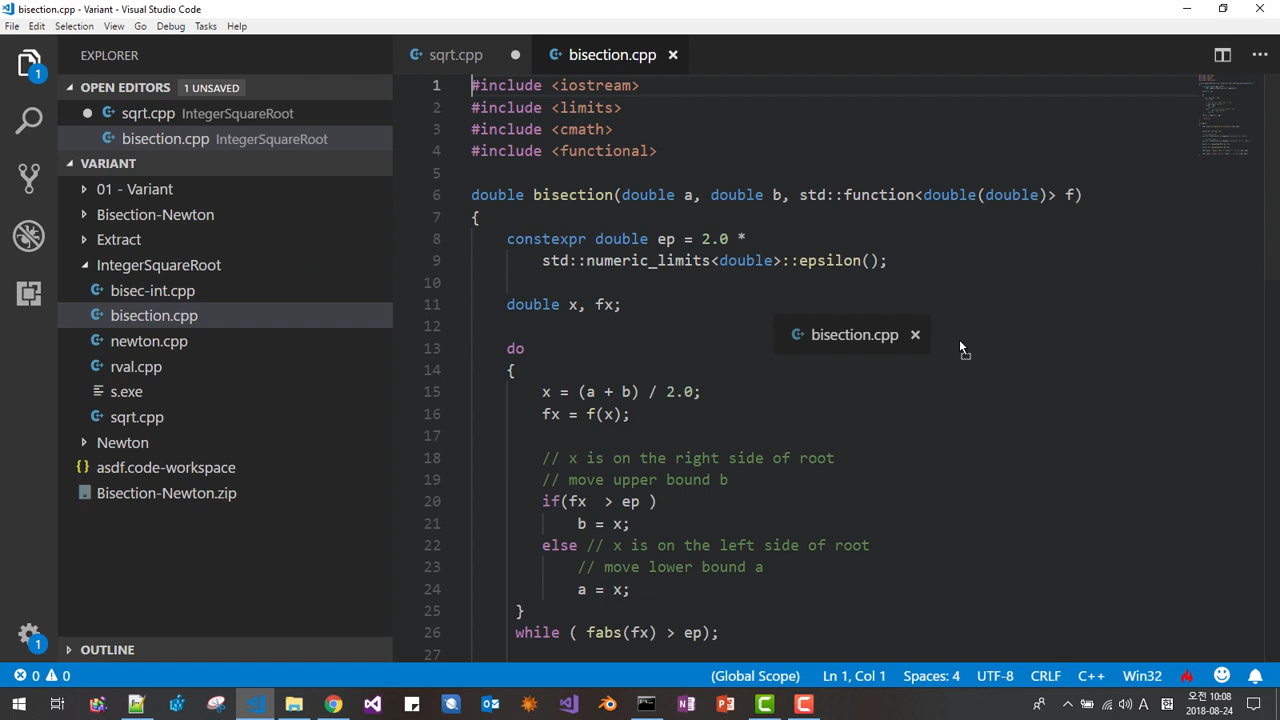 bisection.cpp - Variant - Visual Studio Code
File Edit Selection View Go Debug Tasks Help
EXPLORER
OPEN EDITORS 1 UNSAVED
sqrt.cpp IntegerSquareRoot
bisection.cpp IntegerSquareRoot
VARIANT
01 - Variant
Bisection-Newton
Extract
IntegerSquareRoot
bisec-int.cpp
bisection.cpp
newton.cpp
rval.cpp
s.exe
sqrt.cpp
Newton
asdf.code-workspace
Bisection-Newton.zip
OUTLINE
1
1
sqrt.cpp
bisection.cpp
1 #include <iostream>
2 #include <limits>
3 #include <cmath>
4 #include <functional>
5
6 double bisection(double a, double b, std::function<double(double)> f)
7 {
8 constexpr double ep = 2.0 *
9 std::numeric_limits<double>::epsilon();
10
11 double x, fx;
12
13 do
14 {
15 x = (a + b) / 2.0;
16 fx = f(x);
17
18 // x is on the right side of root
19 // move upper bound b
20 if(fx  > ep )
21 b = x;
22 else // x is on the left side of root
23 // move lower bound a
24 a = x;
25 }
26 while ( fabs(fx) > ep);
27
bisection.cpp
0 0
(Global Scope) Ln 1, Col 1 Spaces: 4 UTF-8 CRLF C++ Win32
A 오전 10:08
2018-08-24